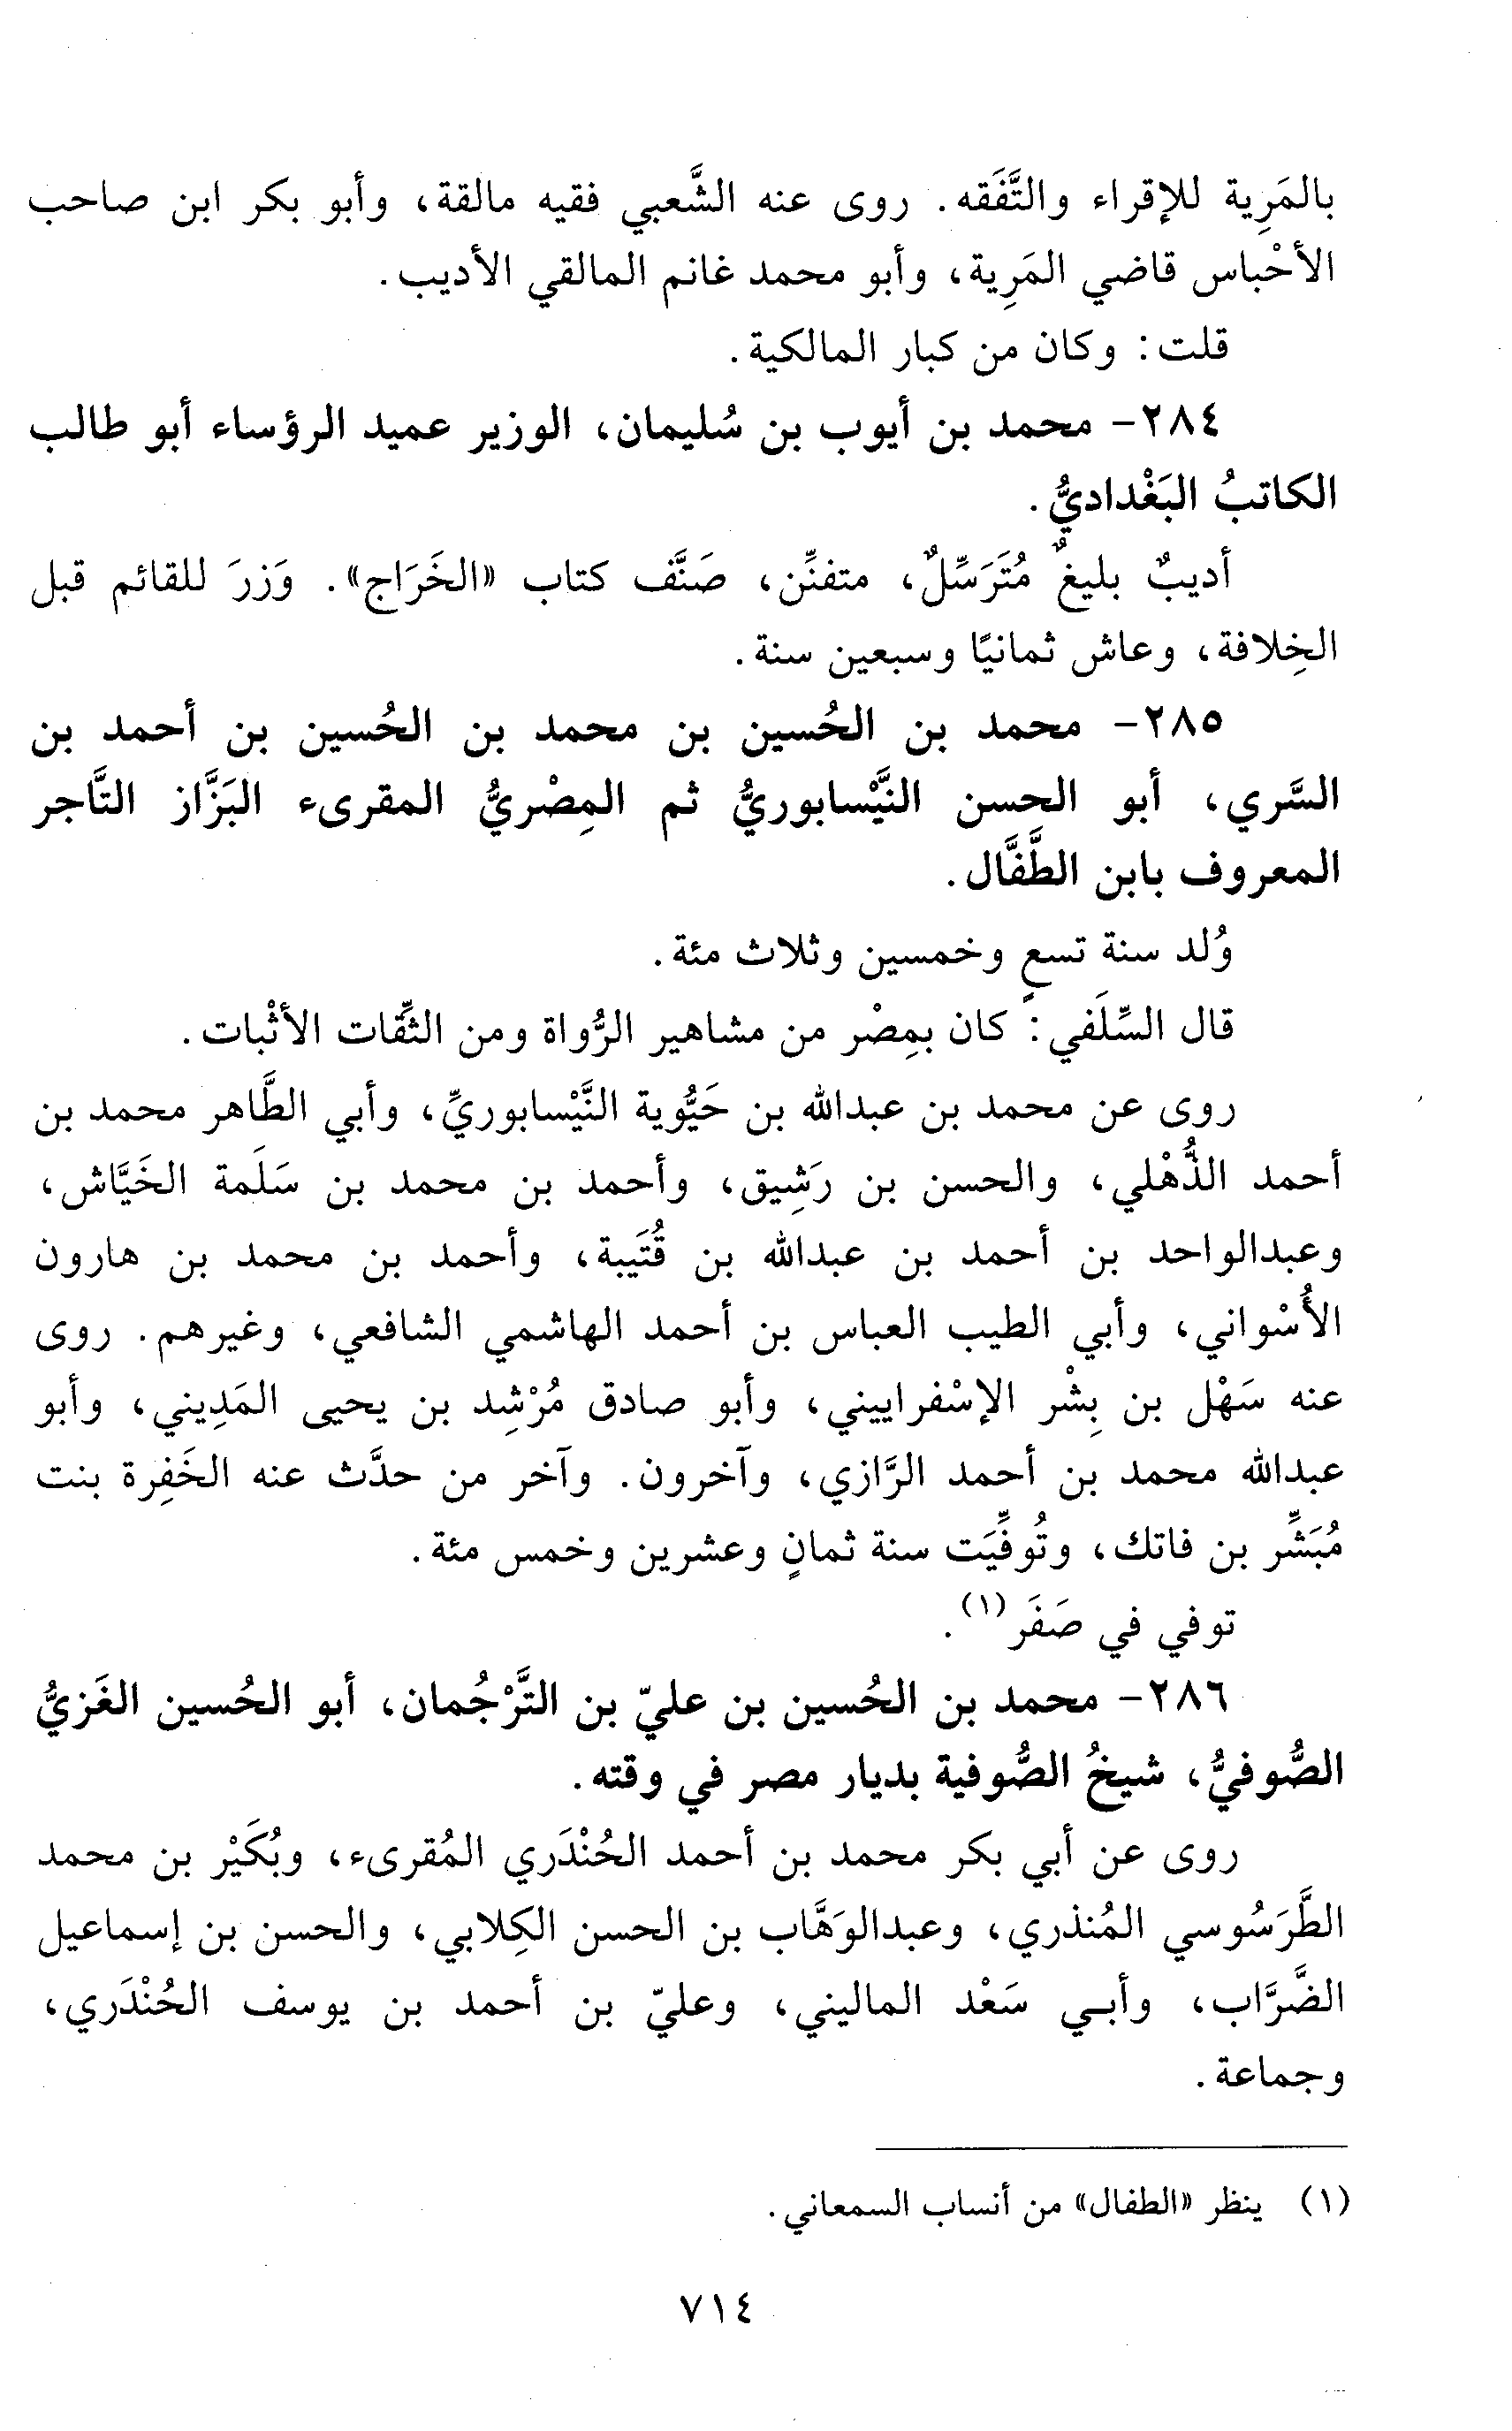 بالمَرِية للإقراء والتَّفَقه. روى عنه الشَّعبي فقيه مالقة، وأبو بكر ابن صاحب
الأحْباس قاضي المَرِية، وأبو محمد غانم المالقي الأديب.
قلت: وكان من كبار المالكية.
٢٨٤- محمد بن أيوب بن سُليمان، الوزير عميد الرؤساء أبو طالب
الكاتبُ البَغْداديُّ.
أديبٌ بليغٌ مُتَرَسِّلٌ، متفنِّن، صَنَّف كتاب «الخَرَاج». وَزرَ للقائم قبل
الخِلافة، وعاش ثمانيًا وسبعين سنة.
٢٨٥- محمد بن الحُسين بن محمد بن الحُسين بن أحمد بن
السَّري، أبو الحسن النَّيْسابوريُّ ثم المِصْريُّ المقرىء البَزَّاز التَّاجر
المعروف بابن الطَّفَّال.
وُلد سنة تسعٍ وخمسين وثلاث مئة.
قال السِّلَفي: كان بمِصْر من مشاهير الرُّواة ومن الثِّقات الأثْبات.
روى عن محمد بن عبدالله بن حَيُّوية النَّيْسابوريِّ، وأبي الطَّاهر محمد بن
أحمد الذُّهْلي، والحسن بن رَشِيق، وأحمد بن محمد بن سَلَمة الخَيَّاش،
وعبدالواحد بن أحمد بن عبدالله بن قُتَيبة، وأحمد بن محمد بن هارون
الأُسْواني، وأبي الطيب العباس بن أحمد الهاشمي الشافعي، وغيرهم. روى
عنه سَهْل بن بِشْر الإسْفراييني، وأبو صادق مُرْشِد بن يحيى المَدِيني، وأبو
عبدالله محمد بن أحمد الرَّازي، وآخرون. وآخر من حدَّث عنه الخَفِرة بنت
مُبَشِّر بن فاتك، وتُوفِّيَت سنة ثمانٍ وعشرين وخمس مئة.
توفي في صَفَر(١).
٢٨٦- محمد بن الحُسين بن عليّ بن التَّرْجُمان، أبو الحُسين الغَزيُّ
الصُّوفيُّ، شيخُ الصُّوفية بديار مصر في وقته.
روى عن أبي بكر محمد بن أحمد الحُنْدَري المُقرىء، وبُكَيْر بن محمد
الطَّرَسُوسي المُنذري، وعبدالوَهَّاب بن الحسن الكِلابي، والحسن بن إسماعيل
الضَّرَّاب، وأبي سَعْد الماليني، وعليّ بن أحمد بن يوسف الحُنْدَري،
وجماعة.
(١) ينظر «الطفال» من أنساب السمعاني.
٧١٤